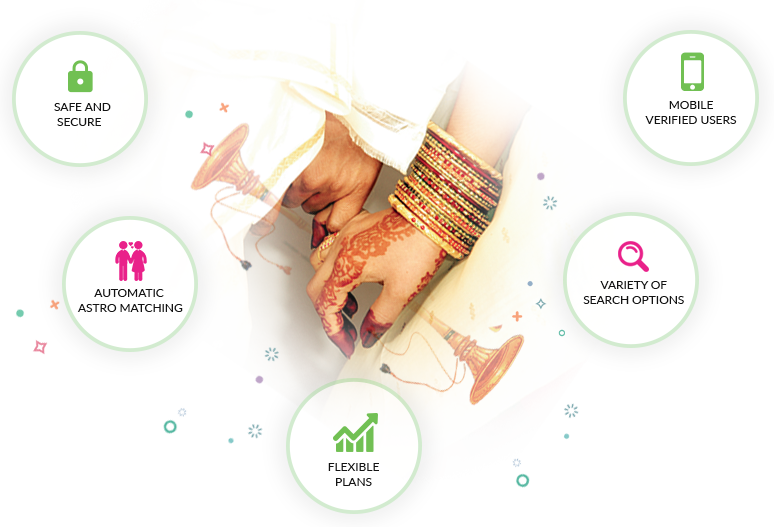 SAFE AND
SECURE
MOBILE
VERIFIED USERS
AUTOMATIC
ASTRO MATCHING
VARIETY OF
SEARCH OPTIONS
FLEXIBLE
PLANS